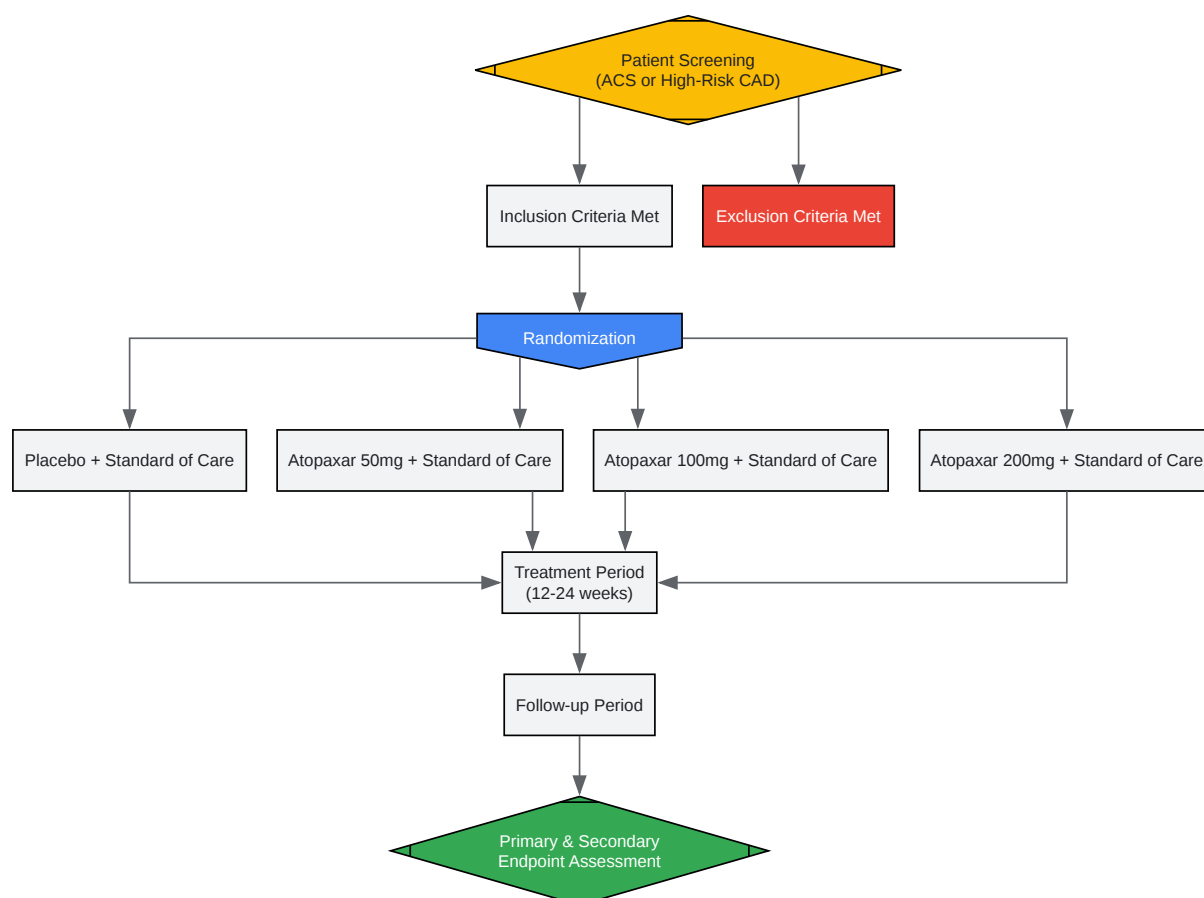 Patient Screening
(ACS or High-Risk CAD)
Inclusion Criteria Met
Exclusion Criteria Met
Randomization
Placebo + Standard of Care
Atopaxar 50mg + Standard of Care
Atopaxar 100mg + Standard of Care
Atopaxar 200mg + Standard of Care
Treatment Period
(12-24 weeks)
Follow-up Period
Primary & Secondary
Endpoint Assessment